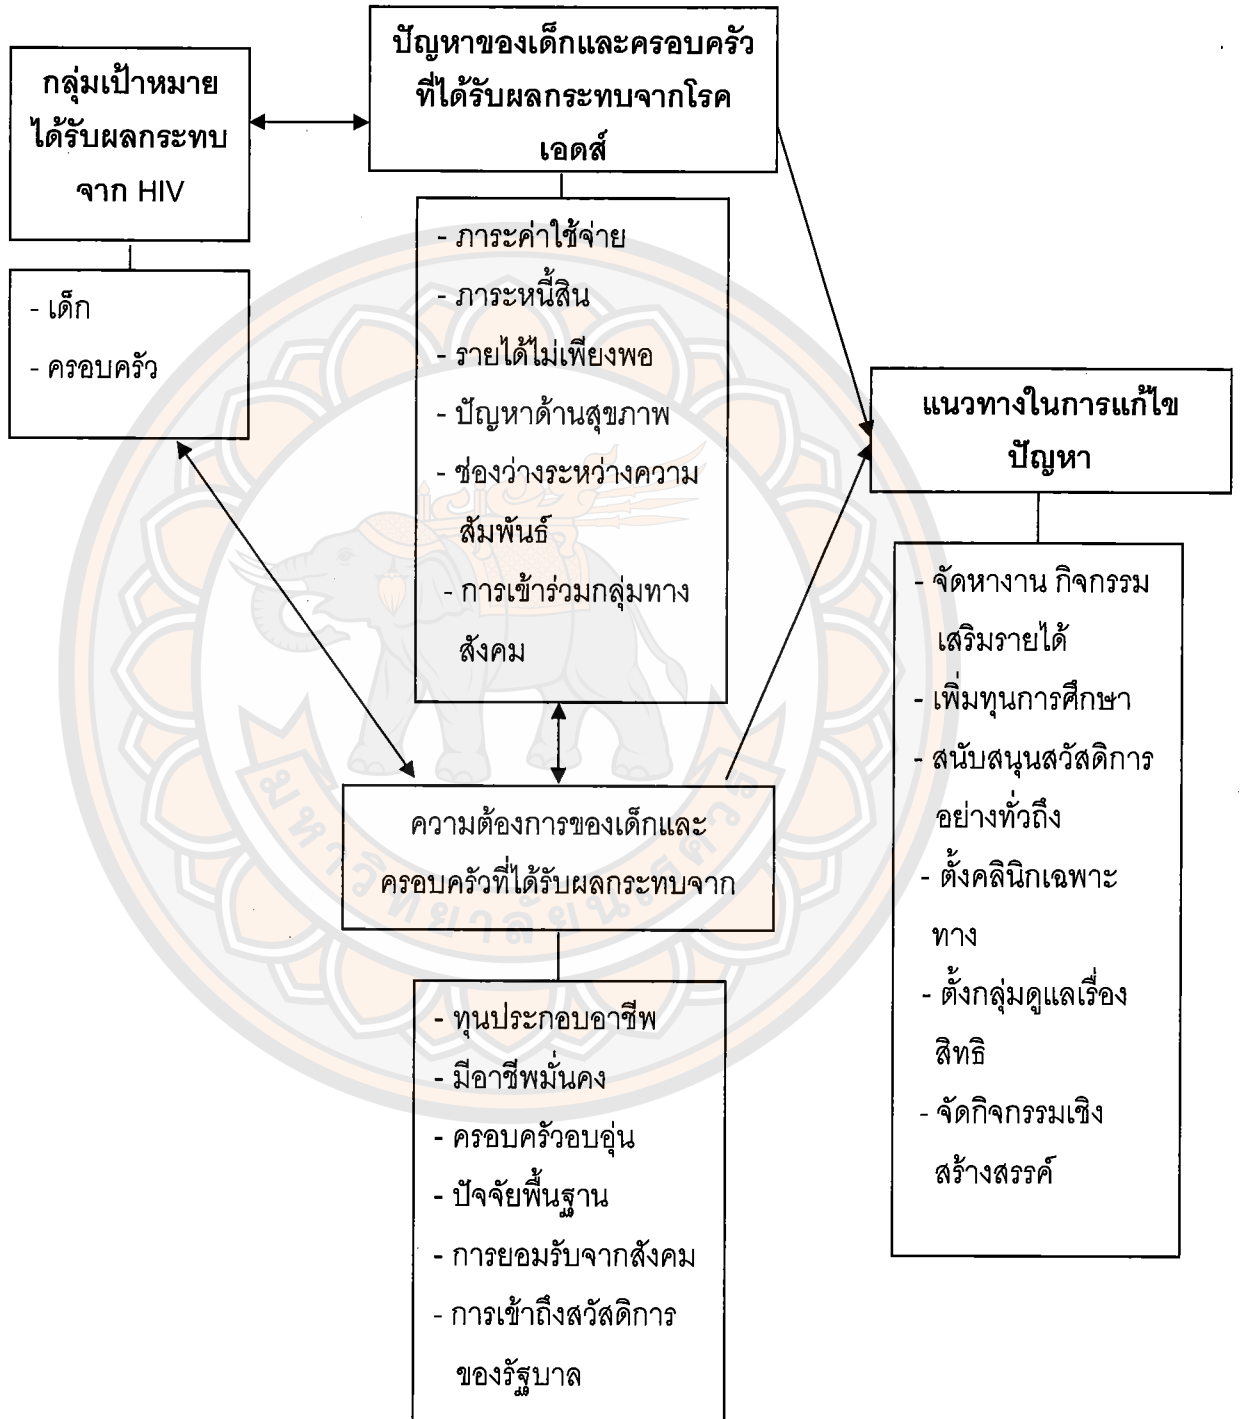 กลุ่มเป้าหมาย
ได้รับผลกระทบ
จาก HIV
- เด็ก
- ครอบครัว
ปัญหาของเด็กและครอบครัว
ที่ได้รับผลกระทบจากโรค
เอดส์
- ภาระค่าใช้จ่าย
- ภาระหนี้สิน
- รายได้ไม่เพียงพอ
- ปัญหาด้านสุขภาพ
- ช่องว่างระหว่างความ
สัมพันธ์
- การเข้าร่วมกลุ่มทาง
สังคม
ความต้องการของเด็กและ
ครอบครัวที่ได้รับผลกระทบจาก
- ทุนประกอบอาชีพ
- มีอาชีพมั่นคง
- ครอบครัวอบอุ่น
- ปัจจัยพื้นฐาน
- การยอมรับจากสังคม
- การเข้าถึงสวัสดิการ
ของรัฐบาล
แนวทางในการแก้ไข
ปัญหา
- จัดหางาน กิจกรรม
เสริมรายได้
- เพิ่มทุนการศึกษา
- สนับสนุนสวัสดิการ
อย่างทั่วถึง
- ตั้งคลินิกเฉพาะ
ทาง
- ตั้งกลุ่มดูแลเรื่อง
สิทธิ
- จัดกิจกรรมเชิง
สร้างสรรค์
มหาวิทยาลัยนเรศวร